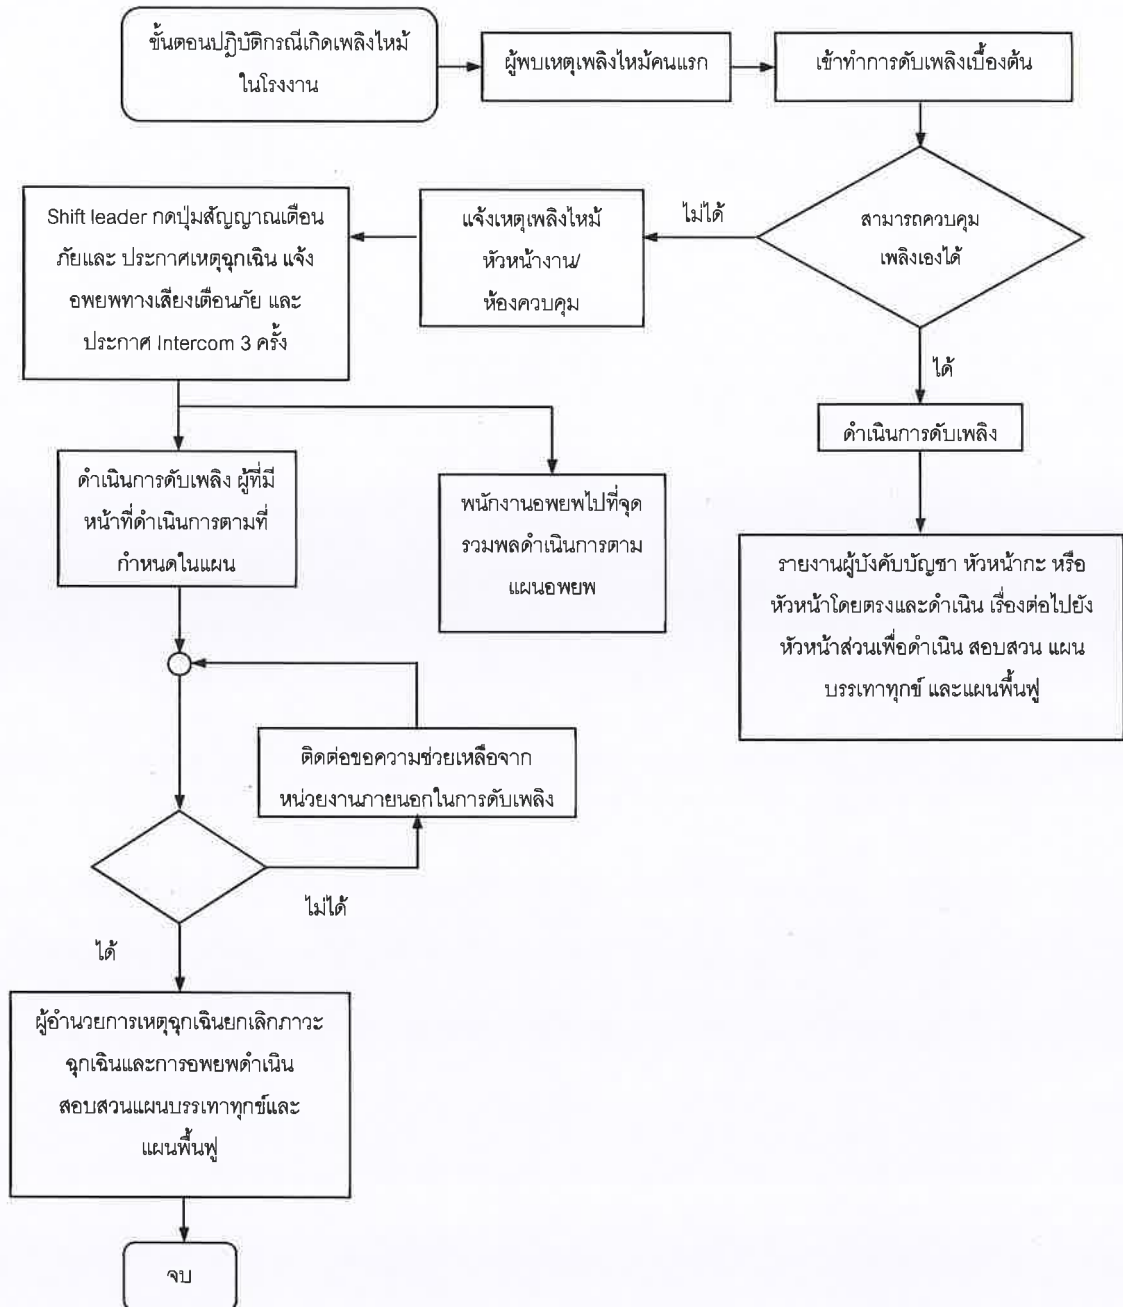 ขั้นตอนปฏิบัติกรณีเกิดเพลิงไหม้
ในโรงงาน
ผู้พบเหตุเพลิงไหม้คนแรก
เข้าทำการดับเพลิงเบื้องต้น
สามารถควบคุม
เพลิงเองได้
ไม่ได้
แจ้งเหตุเพลิงไหม้
หัวหน้างาน/
ห้องควบคุม
Shift leader กดปุ่มสัญญาณเตือน
ภัยและ ประกาศเหตุฉุกเฉิน แจ้ง
อพยพทางเสียงเตือนภัย และ
ประกาศ Intercom 3 ครั้ง
ได้
ดำเนินการดับเพลิง
รายงานผู้บังคับบัญชา หัวหน้ากะ หรือ
หัวหน้าโดยตรงและดำเนิน เรื่องต่อไปยัง
หัวหน้าส่วนเพื่อดำเนิน สอบสวน แผน
บรรเทาทุกข์ และแผนฟื้นฟู
ดำเนินการดับเพลิง ผู้ที่มี
หน้าที่ดำเนินการตามที่
กำหนดในแผน
พนักงานอพยพไปที่จุด
รวมพลดำเนินการตาม
แผนอพยพ
ติดต่อขอความช่วยเหลือจาก
หน่วยงานภายนอกในการดับเพลิง
ไม่ได้
ได้
ผู้อำนวยการเหตุฉุกเฉินยกเลิกภาวะ
ฉุกเฉินและการอพยพดำเนิน
สอบสวนแผนบรรเทาทุกข์และ
แผนฟื้นฟู
จบ